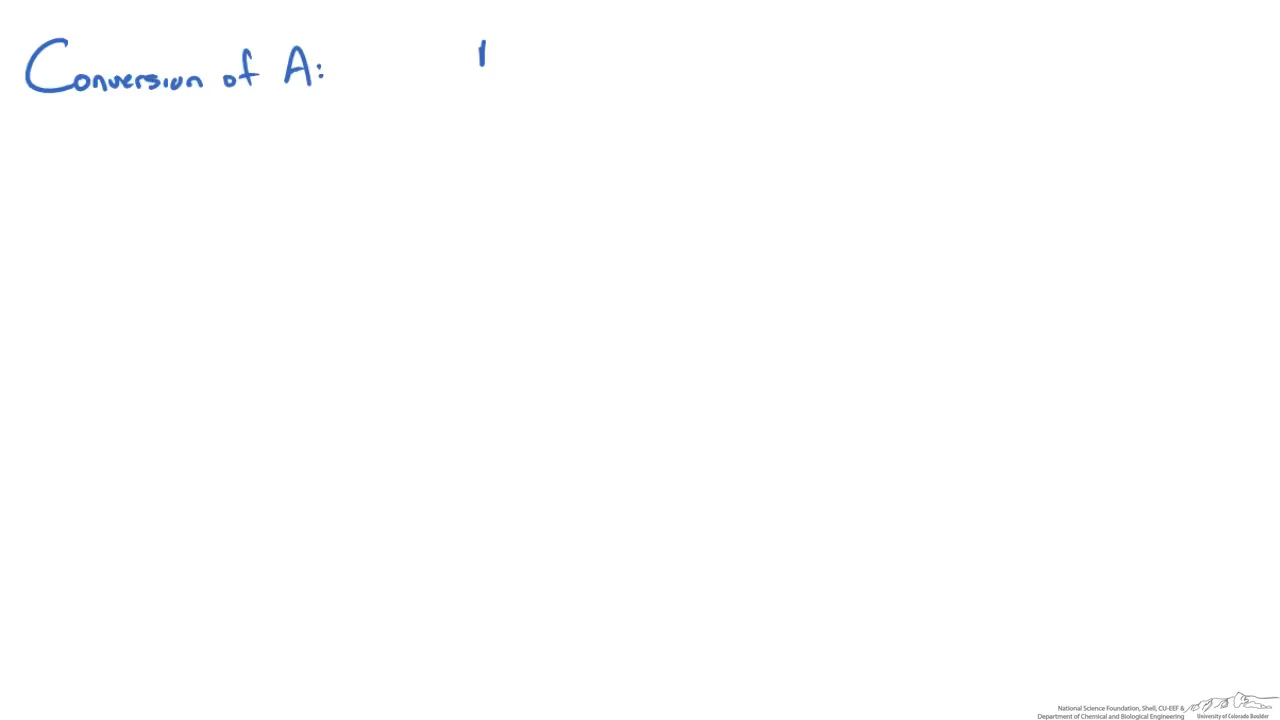 Conversion of A:
National Science Foundation, Shell, CU-EEF &
Department of Chemical and Biological Engineering
University of Colorado Boulder